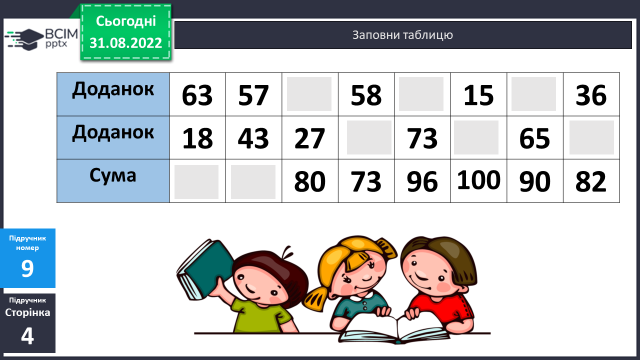 Сьогодні
31.08.2022
ВСІМ
pptx
Заповни таблицю
Доданок 63 57 58 15 36
Доданок 18 43 27 73 65
Сума 80 73 96 100 90 82
Підручник
номер
9
Підручник
Сторінка
4